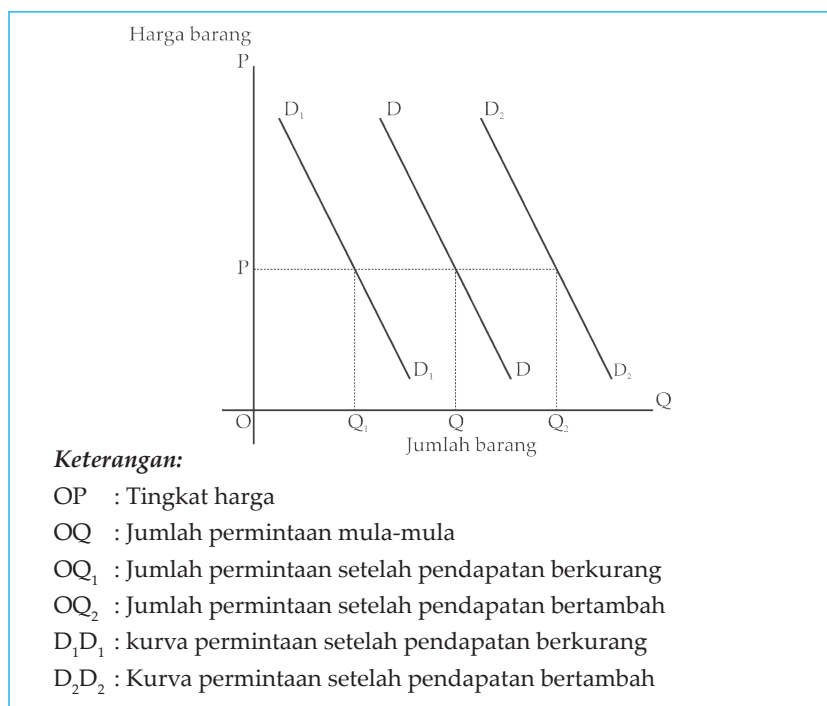 Harga barang
P
D₁ D D₂
P
D₁ D D₂
O Q₁ Q Q₂ Q
Jumlah barang
Keterangan:
OP : Tingkat harga
OQ : Jumlah permintaan mula-mula
OQ₁ : Jumlah permintaan setelah pendapatan berkurang
OQ₂ : Jumlah permintaan setelah pendapatan bertambah
D₁D₁ : kurva permintaan setelah pendapatan berkurang
D₂D₂ : Kurva permintaan setelah pendapatan bertambah